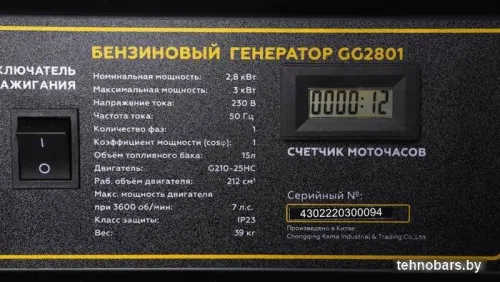 БЕНЗИНОВЫЙ ГЕНЕРАТОР GG2801
КЛЮЧАТЕЛЬ
ЗАЖИГАНИЯ
Номинальная мощность: 2,8 кВт
Максимальная мощность: 3 кВт
Напряжение тока: 230 В
Частота тока: 50 Гц
Количество фаз: 1
Коэффициент мощности (cosφ): 1
Объём топливного бака: 15л
Двигатель: G210-25HC
Раб. объём двигателя: 212 см³
Макс. мощность двигателя
при 3600 об/мин: 7 л.с.
Класс защиты: IP23
Вес: 39 кг
0000:12
СЧЕТЧИК МОТОЧАСОВ
Серийный №:
4302220300094
Произведено в Китае
Chongqing Kema Industrial & Trading Co.,Ltd.
tehnobars.by